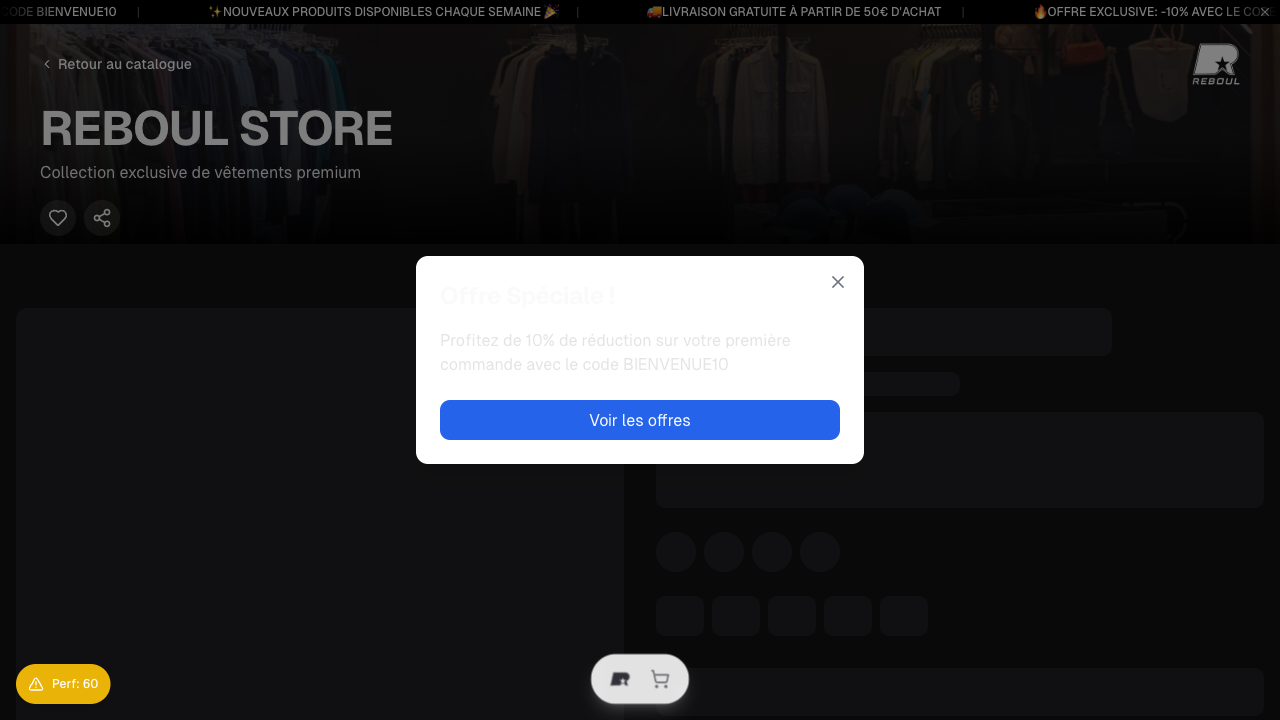 CODE BIENVENUE10 | ✨NOUVEAUX PRODUITS DISPONIBLES CHAQUE SEMAINE🎉 | 🚚LIVRAISON GRATUITE À PARTIR DE 50€ D'ACHAT | 🔥OFFRE EXCLUSIVE: -10% AVEC LE CODE
Retour au catalogue
REBOUL
REBOUL STORE
Collection exclusive de vêtements premium
Offre Spéciale !
Profitez de 10% de réduction sur votre première
commande avec le code BIENVENUE10
Voir les offres
Perf: 60